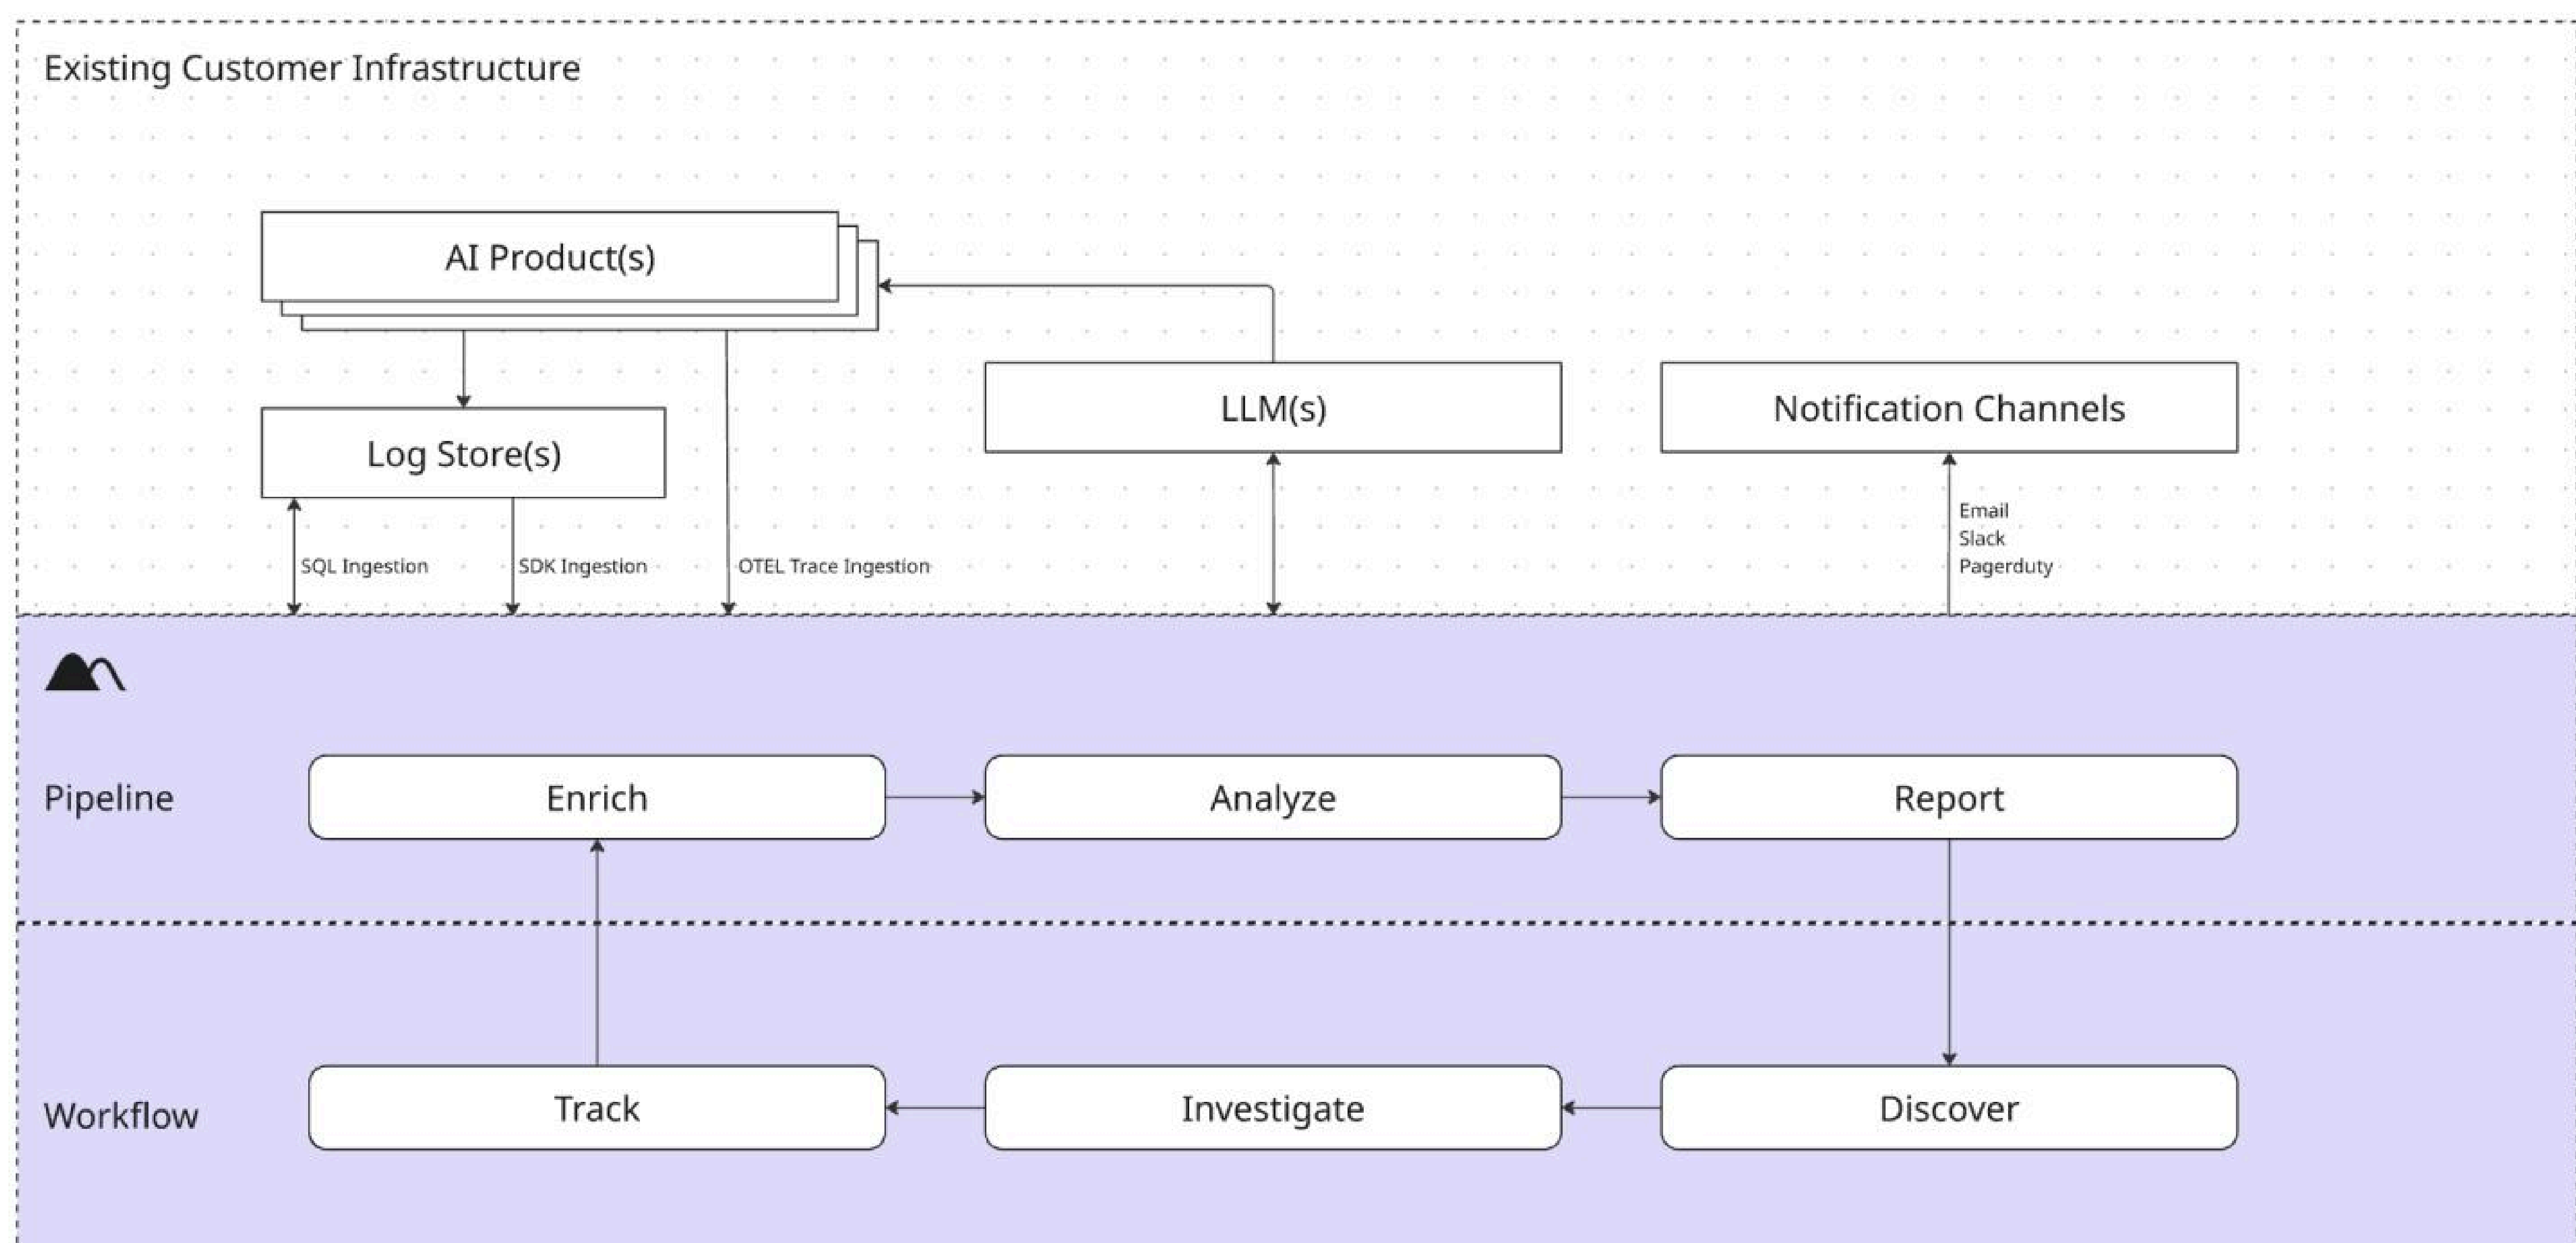 Existing Customer Infrastructure
AI Product(s)
LLM(s)
Notification Channels
Log Store(s)
SQL Ingestion
SDK Ingestion
OTEL Trace Ingestion
Email
Slack
Pagerduty
Pipeline
Enrich
Analyze
Report
Workflow
Track
Investigate
Discover